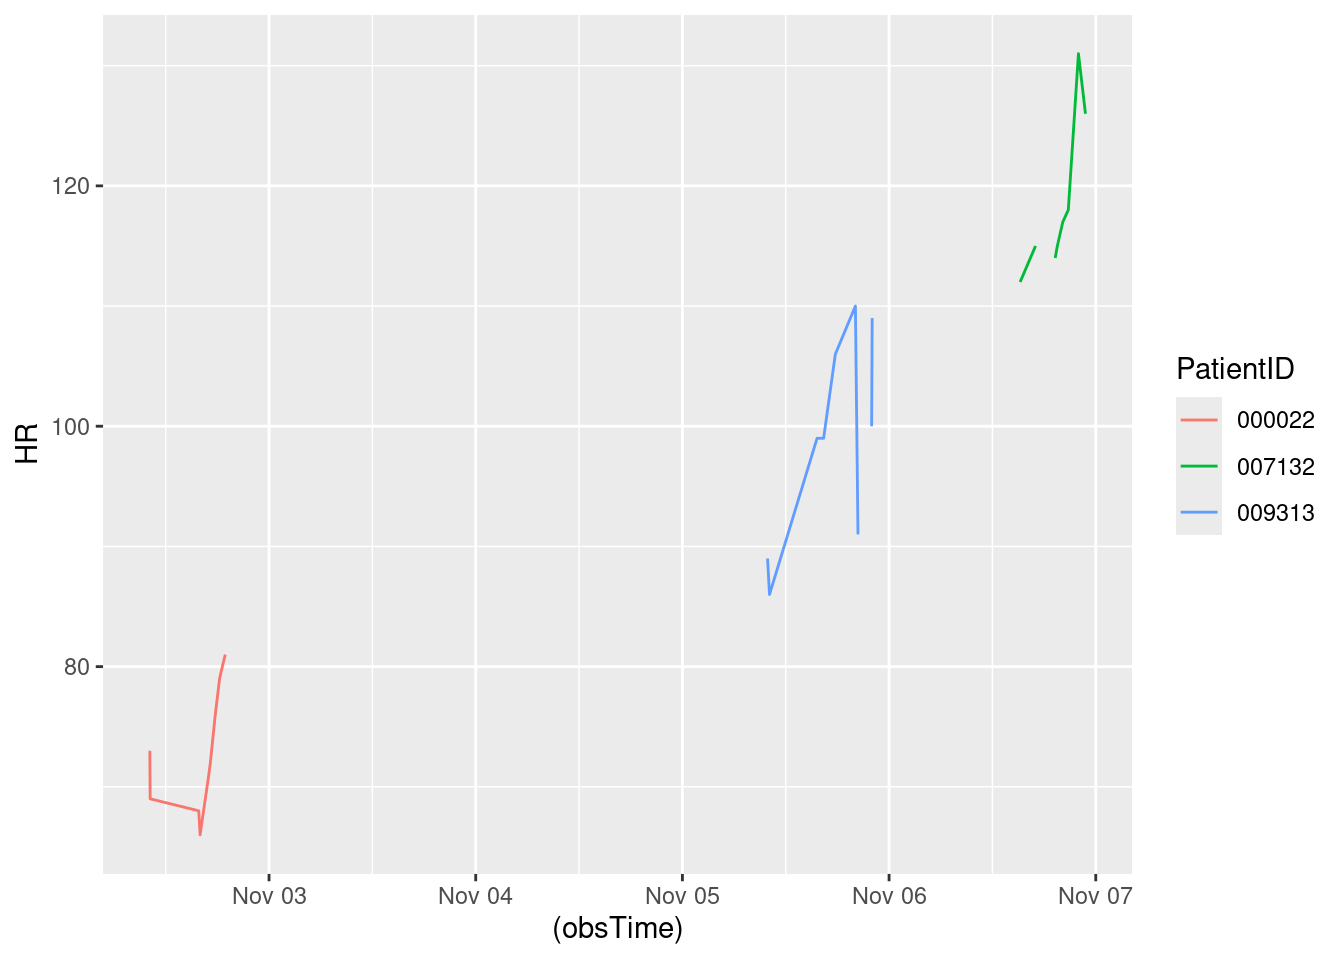 120
100
80
HR
Nov 03
Nov 04
Nov 05
Nov 06
Nov 07
(obsTime)
PatientID
000022
007132
009313